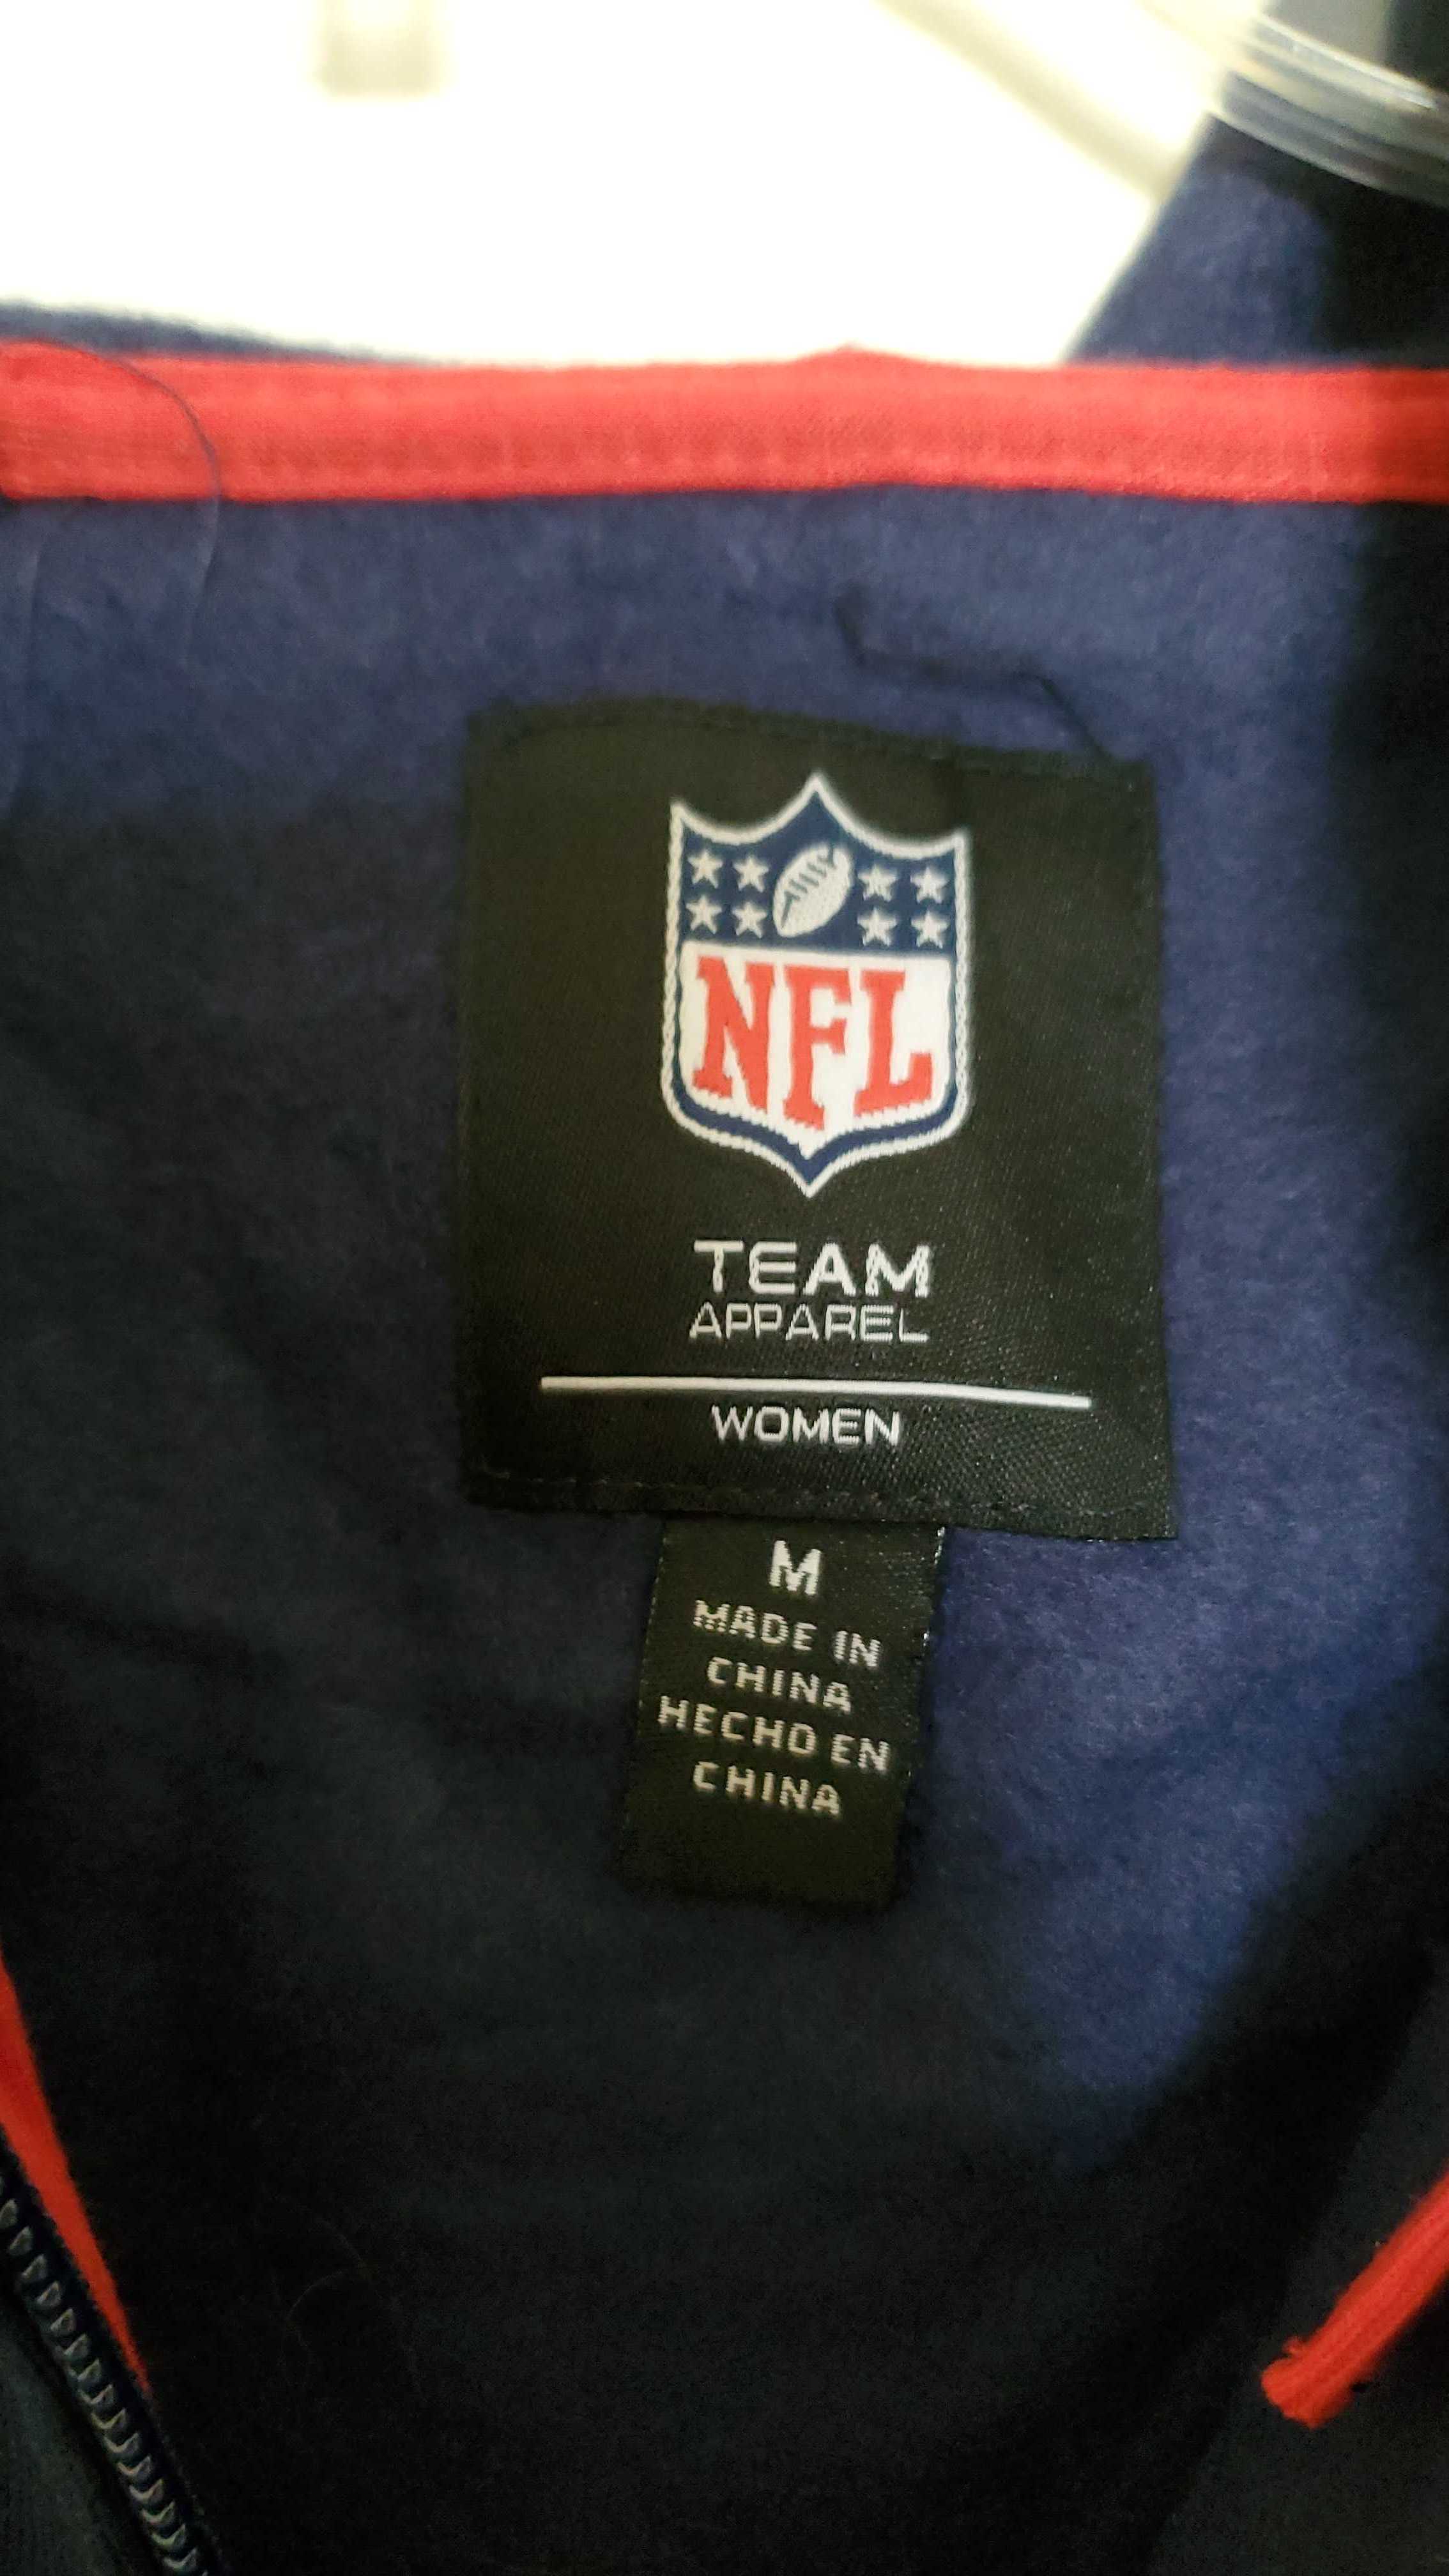 NFL
TEAM
APPAREL
WOMEN
M
MADE IN
CHINA
HECHO EN
CHINA